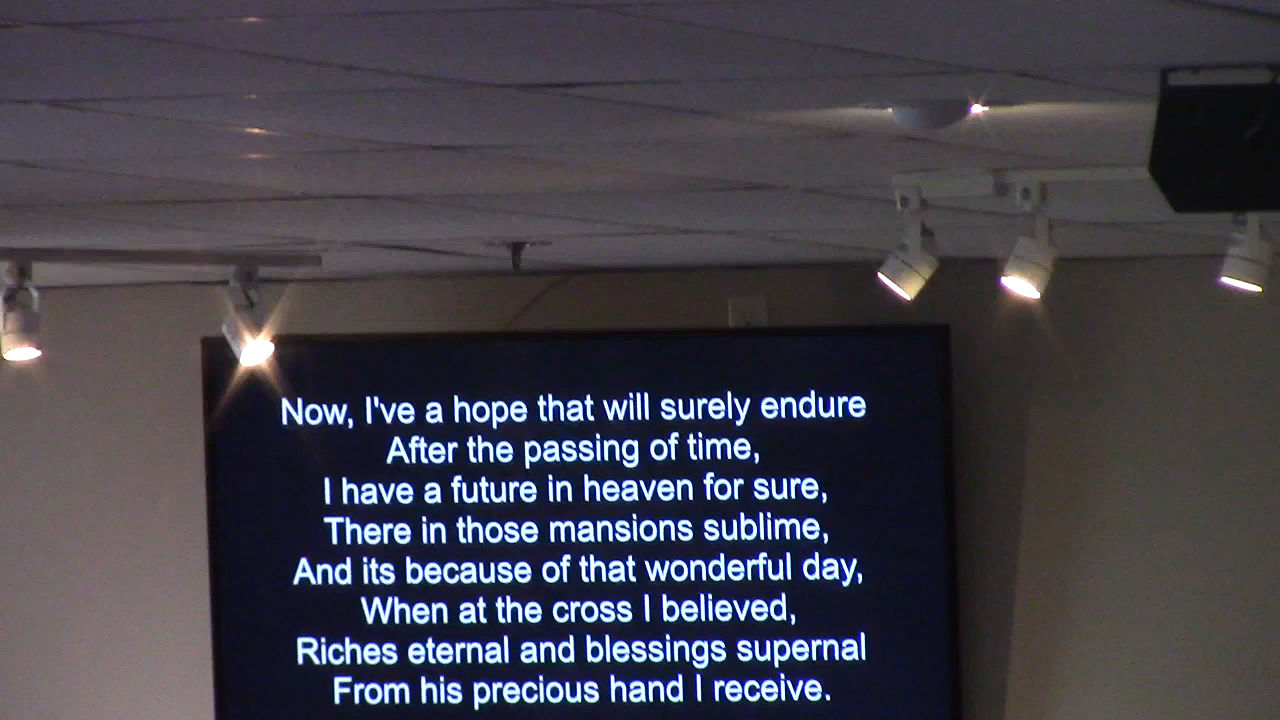 Now, I've a hope that will surely endure
After the passing of time,
I have a future in heaven for sure,
There in those mansions sublime,
And its because of that wonderful day,
When at the cross I believed,
Riches eternal and blessings supernal
From his precious hand I receive.